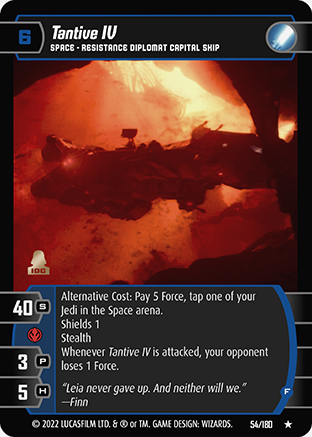 6
Tantive IV
SPACE - RESISTANCE DIPLOMAT CAPITAL SHIP
IDC
Alternative Cost: Pay 5 Force, tap one of your
40 S
Jedi in the Space arena.
Shields 1
Stealth
3 P
Whenever Tantive IV is attacked, your opponent
loses 1 Force.
5 H
“Leia never gave up. And neither will we.”
—Finn
F
© 2022 LUCASFILM LTD. & ® or TM. GAME DESIGN: WIZARDS.
54/180